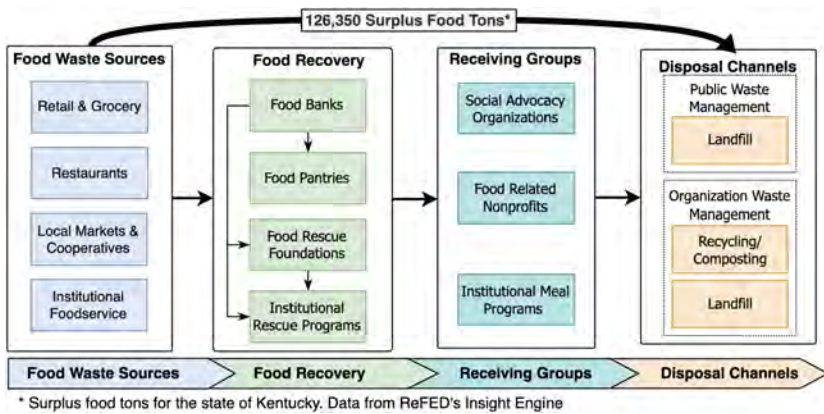 126,350 Surplus Food Tons*
Food Waste Sources
Retail & Grocery
Restaurants
Local Markets &
Cooperatives
Institutional
Foodservice
Food Recovery
Food Banks
Food Pantries
Food Rescue
Foundations
Institutional
Rescue Programs
Receiving Groups
Social Advocacy
Organizations
Food Related
Nonprofits
Institutional Meal
Programs
Disposal Channels
Public Waste
Management
Landfill
Organization Waste
Management
Recycling/
Composting
Landfill
Food Waste Sources
Food Recovery
Receiving Groups
Disposal Channels
* Surplus food tons for the state of Kentucky. Data from ReFED's Insight Engine